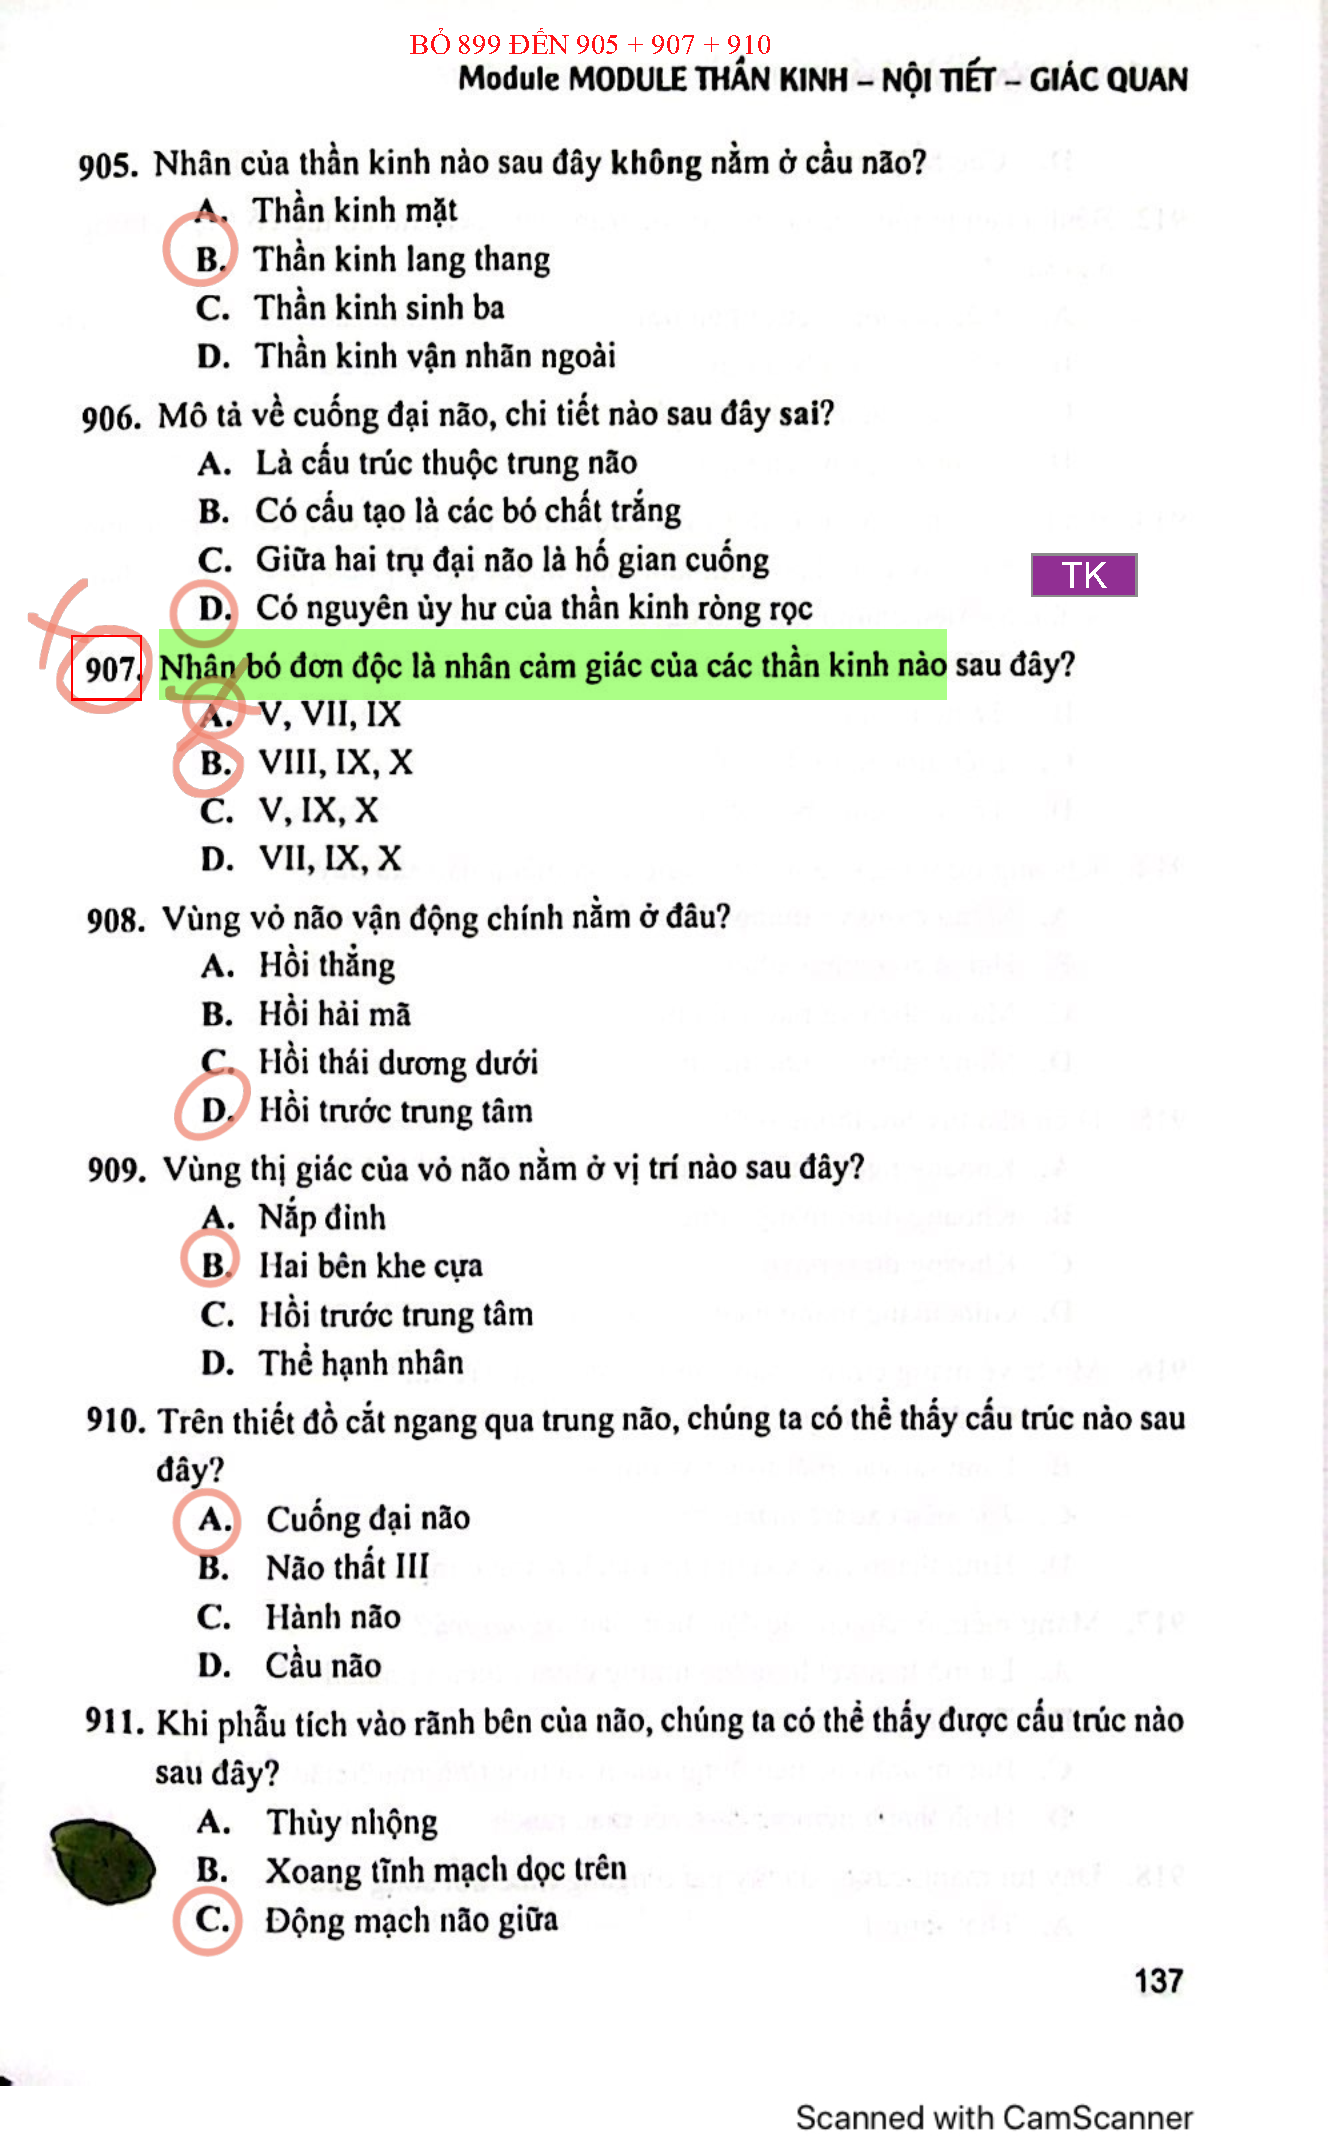 BỎ 899 ĐẾN 905 + 907 + 910
Module MODULE THẦN KINH – NỘI TIẾT – GIÁC QUAN
905. Nhân của thần kinh nào sau đây không nằm ở cầu não?
A. Thần kinh mặt
B. Thần kinh lang thang
C. Thần kinh sinh ba
D. Thần kinh vận nhãn ngoài
906. Mô tả về cuống đại não, chi tiết nào sau đây sai?
A. Là cấu trúc thuộc trung não
B. Có cấu tạo là các bó chất trắng
C. Giữa hai trụ đại não là hố gian cuống
TK
D. Có nguyên ủy hư của thần kinh ròng rọc
907. Nhân bó đơn độc là nhân cảm giác của các thần kinh nào sau đây?
A. V, VII, IX
B. VIII, IX, X
C. V, IX, X
D. VII, IX, X
908. Vùng vỏ não vận động chính nằm ở đâu?
A. Hồi thẳng
B. Hồi hải mã
C. Hồi thái dương dưới
D. Hồi trước trung tâm
909. Vùng thị giác của vỏ não nằm ở vị trí nào sau đây?
A. Nắp đỉnh
B. Hai bên khe cựa
C. Hồi trước trung tâm
D. Thể hạnh nhân
910. Trên thiết đồ cắt ngang qua trung não, chúng ta có thể thấy cấu trúc nào sau
đây?
A. Cuống đại não
B. Não thất III
C. Hành não
D. Cầu não
911. Khi phẫu tích vào rãnh bên của não, chúng ta có thể thấy được cấu trúc nào
sau đây?
A. Thùy nhộng
B. Xoang tĩnh mạch dọc trên
C. Động mạch não giữa
137
Scanned with CamScanner